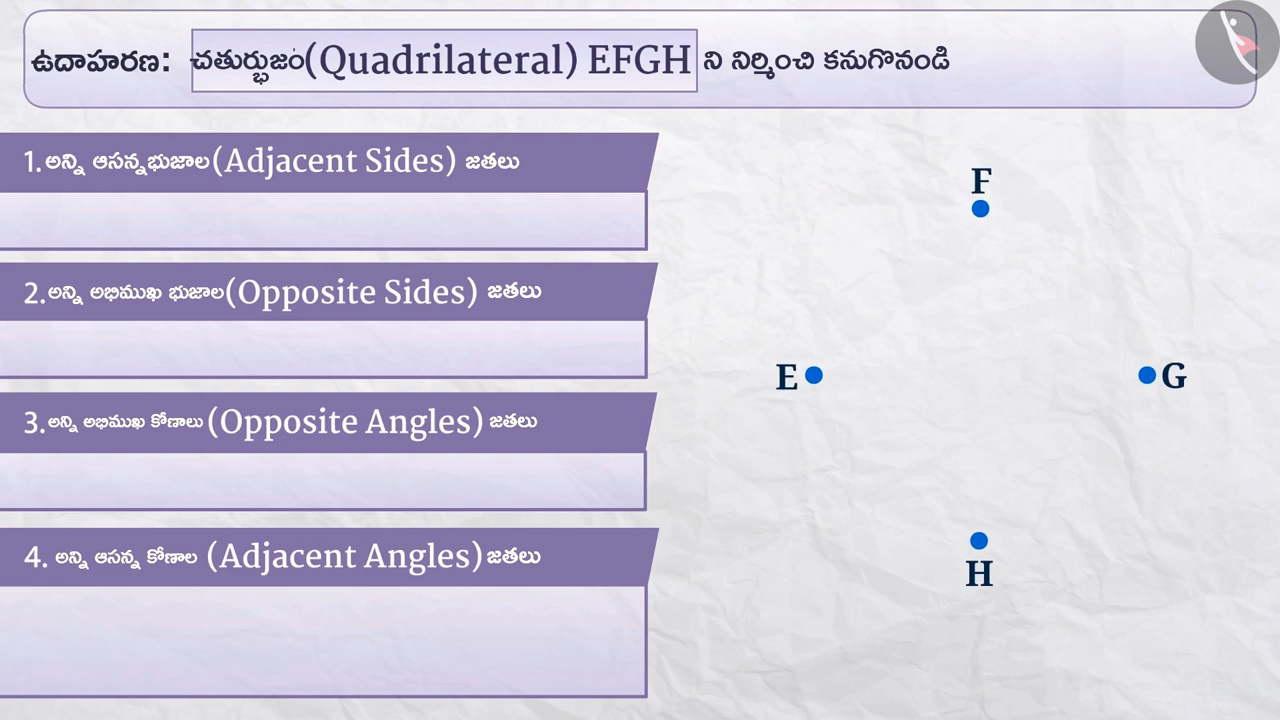 ఉదాహరణ: చతుర్భుజం(Quadrilateral) EFGH ని నిర్మించి కనుగొనండి
1.అన్ని ఆసన్నభుజాల(Adjacent Sides) జతలు
2.అన్ని అభిముఖ భుజాల(Opposite Sides) జతలు
3.అన్ని అభిముఖ కోణాలు(Opposite Angles) జతలు
4. అన్ని ఆసన్న కోణాల (Adjacent Angles) జతలు
F
E
G
H